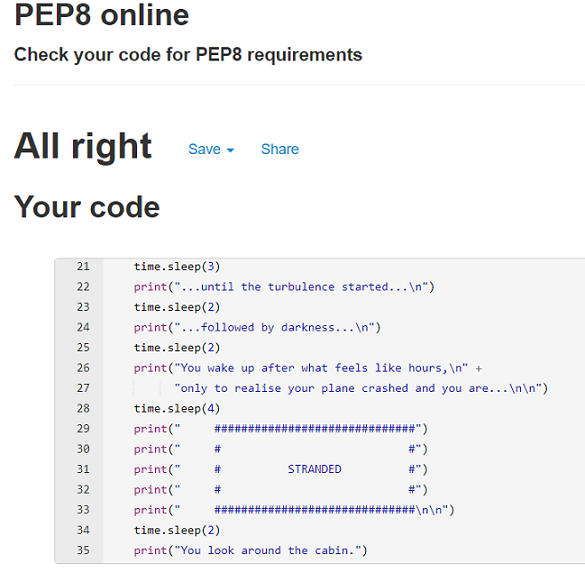 PEP8 online
Check your code for PEP8 requirements
All right Save Share
Your code
21 time.sleep(3)
22 print("...until the turbulence started...\n")
23 time.sleep(2)
24 print("...followed by darkness...\n")
25 time.sleep(2)
26 print("You wake up after what feels like hours,\n" +
27 "only to realise your plane crashed and you are...\n\n")
28 time.sleep(4)
29 print("     ##############################")
30 print("     #                            #")
31 print("     #          STRANDED          #")
32 print("     #                            #")
33 print("     ##############################\n\n")
34 time.sleep(2)
35 print("You look around the cabin.")